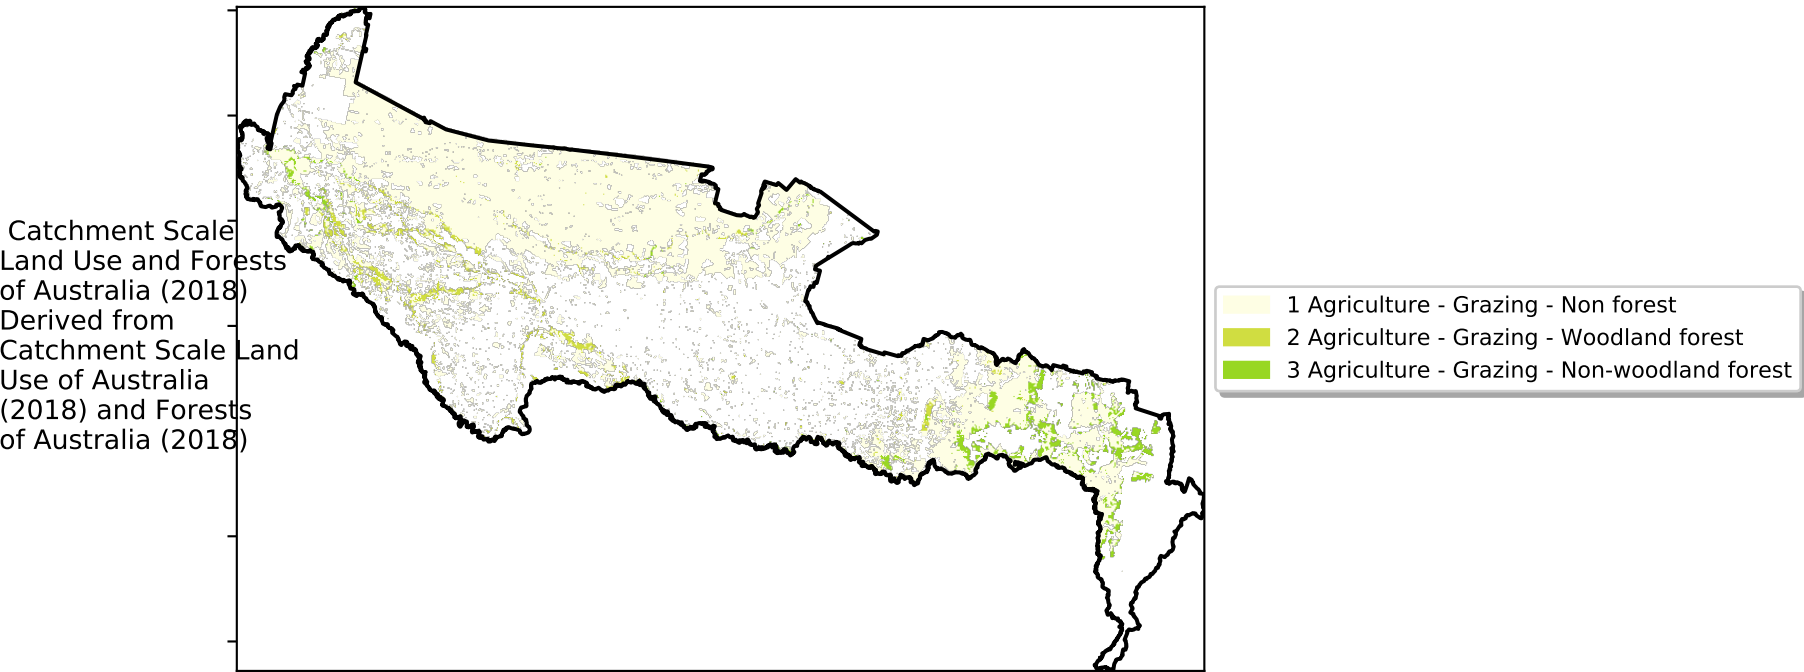 Catchment Scale
Land Use and Forests
of Australia (2018)
Derived from
Catchment Scale Land
Use of Australia
(2018) and Forests
of Australia (2018)
1 Agriculture - Grazing - Non forest
2 Agriculture - Grazing - Woodland forest
3 Agriculture - Grazing - Non-woodland forest